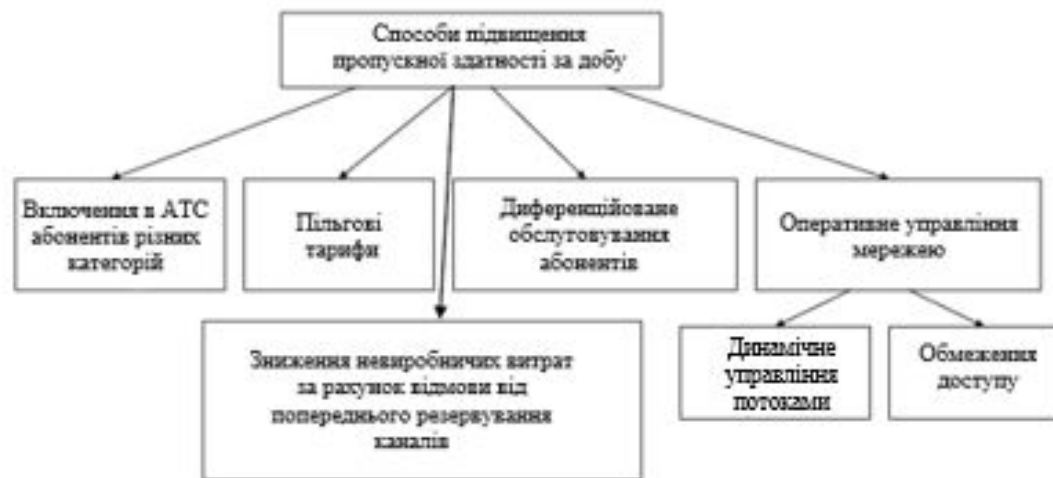 Способи підвищення
пропускної здатності за добу
Включення в АТС
абонентів різних
категорій
Пільгові
тарифи
Диференційоване
обслуговування
абонентів
Оперативне управління
мережею
Зниження невиробничих витрат
за рахунок відмови від
попереднього резервування
каналів
Динамічне
управління
потоками
Обмеження
доступу